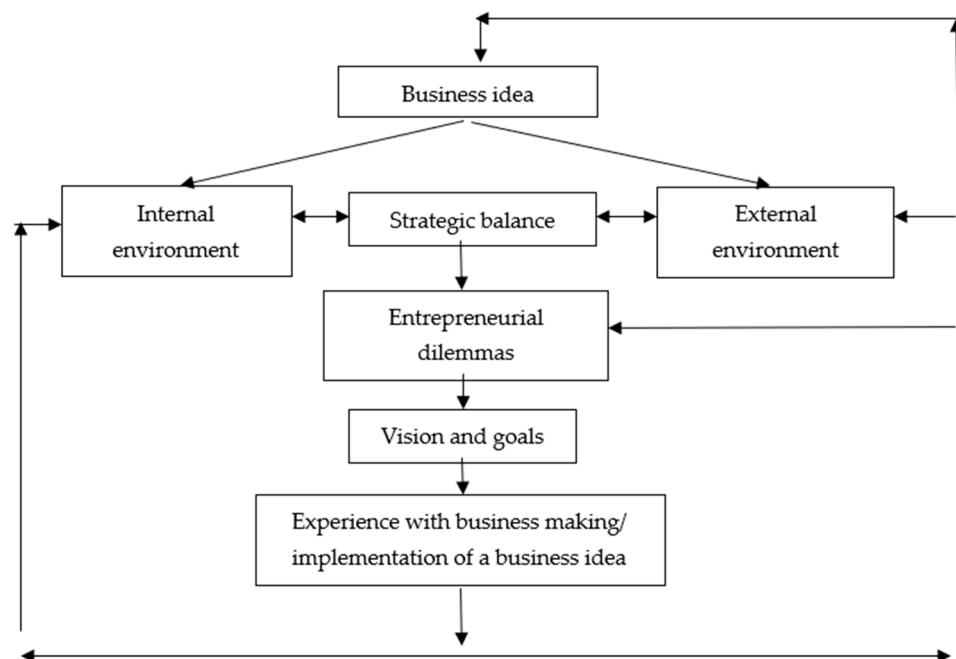 Business idea
Internal
environment
Strategic balance
External
environment
Entrepreneurial
dilemmas
Vision and goals
Experience with business making/
implementation of a business idea